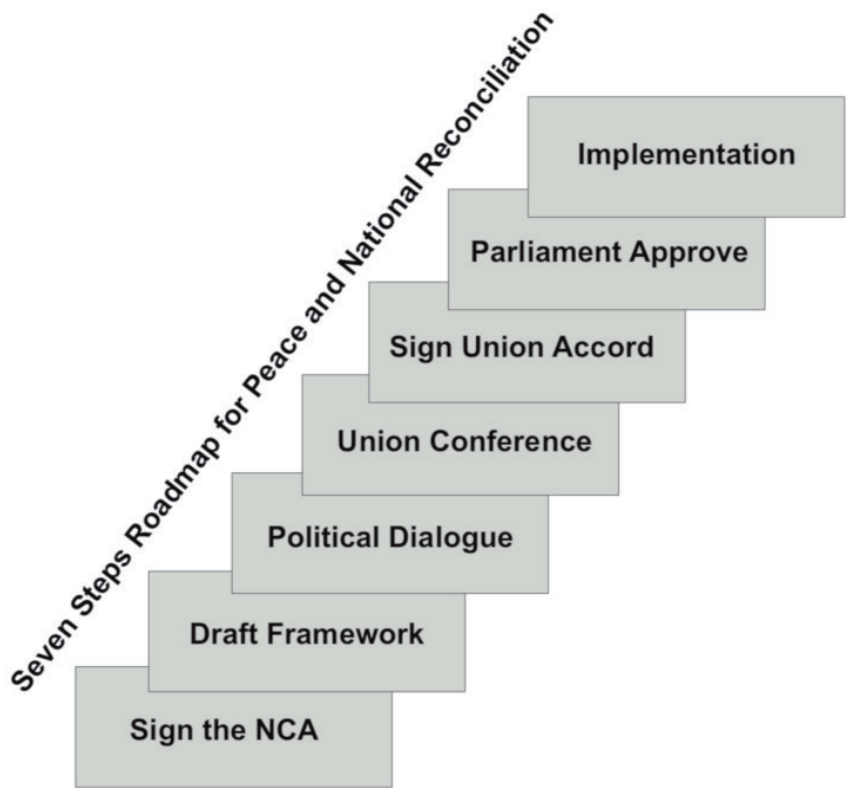 Seven Steps Roadmap for Peace and National Reconciliation
Implementation
Parliament Approve
Sign Union Accord
Union Conference
Political Dialogue
Draft Framework
Sign the NCA